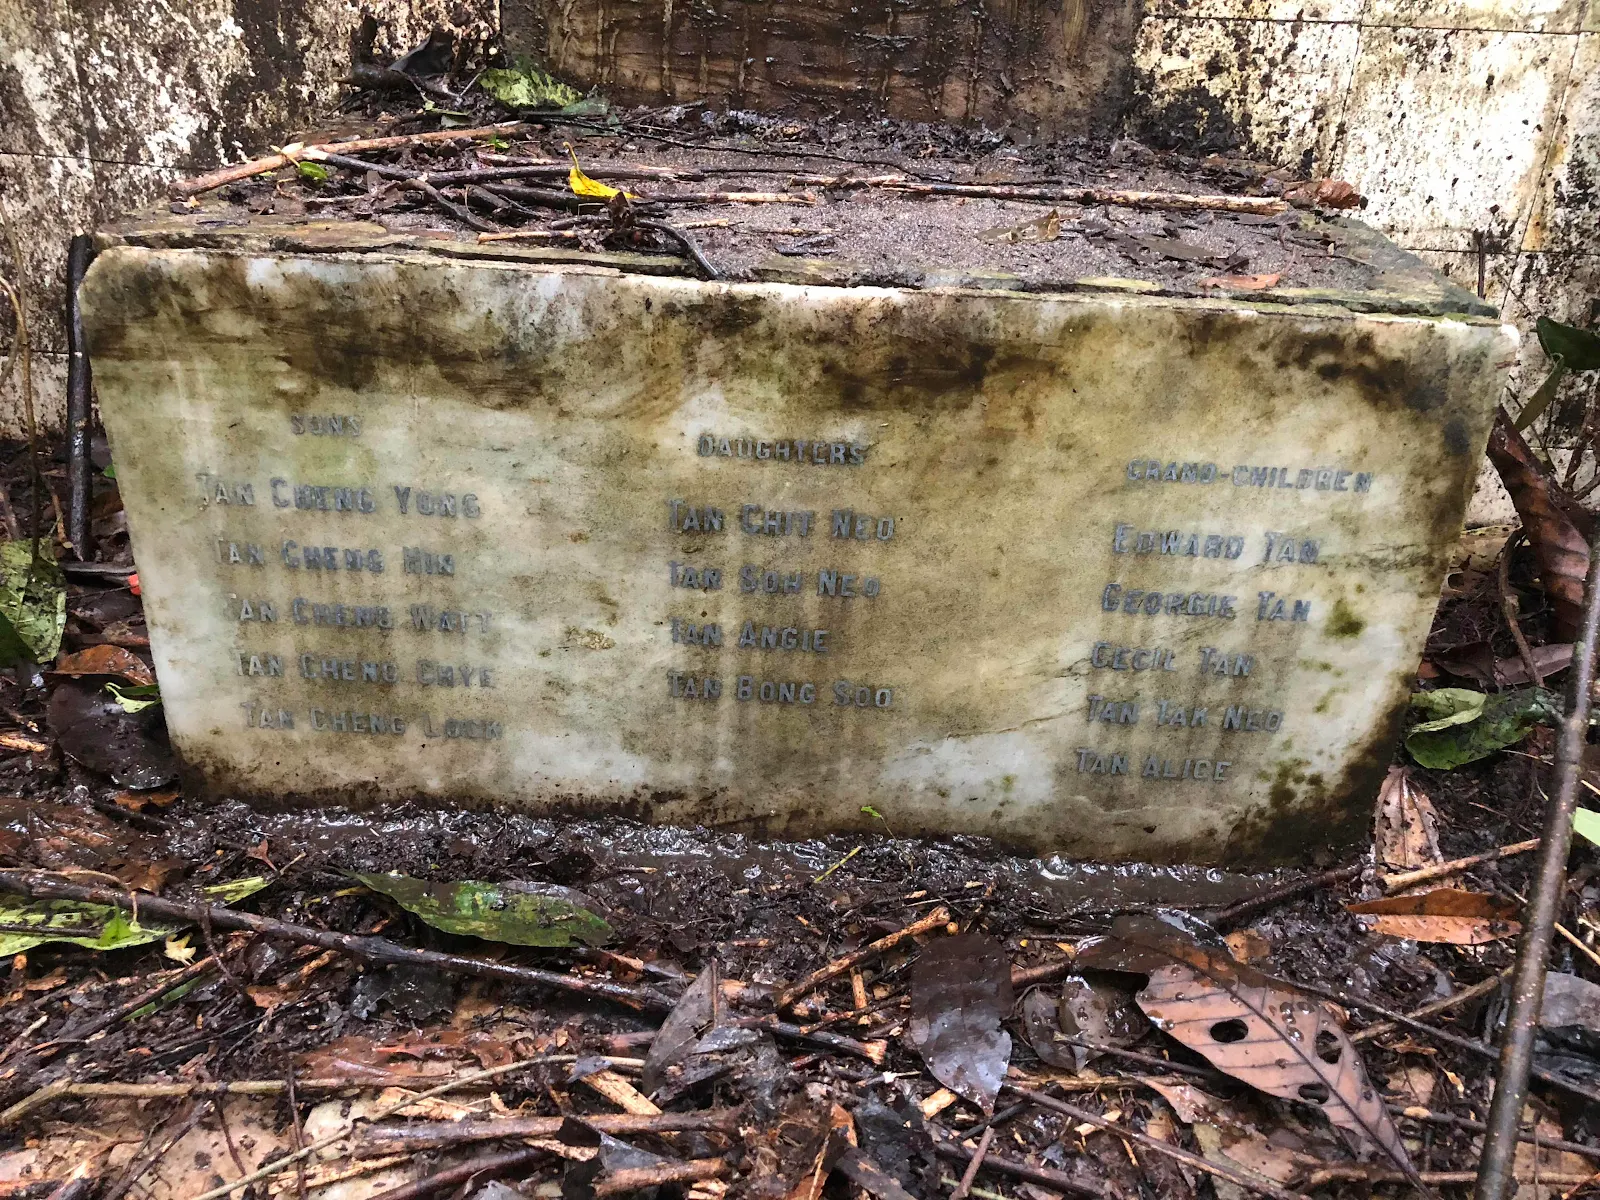 SONS
TAN CHENG YONG
TAN CHENG HIN
TAN CHENG WATT
TAN CHENG CHYE
TAN CHENG LOCK
DAUGHTERS
TAN CHIT NEO
TAN SOH NEO
TAN ANGIE
TAN BONG SOO
GRAND-CHILDREN
EDWARD TAN
GEORGIE TAN
CECIL TAN
TAN TAK NEO
TAN ALICE